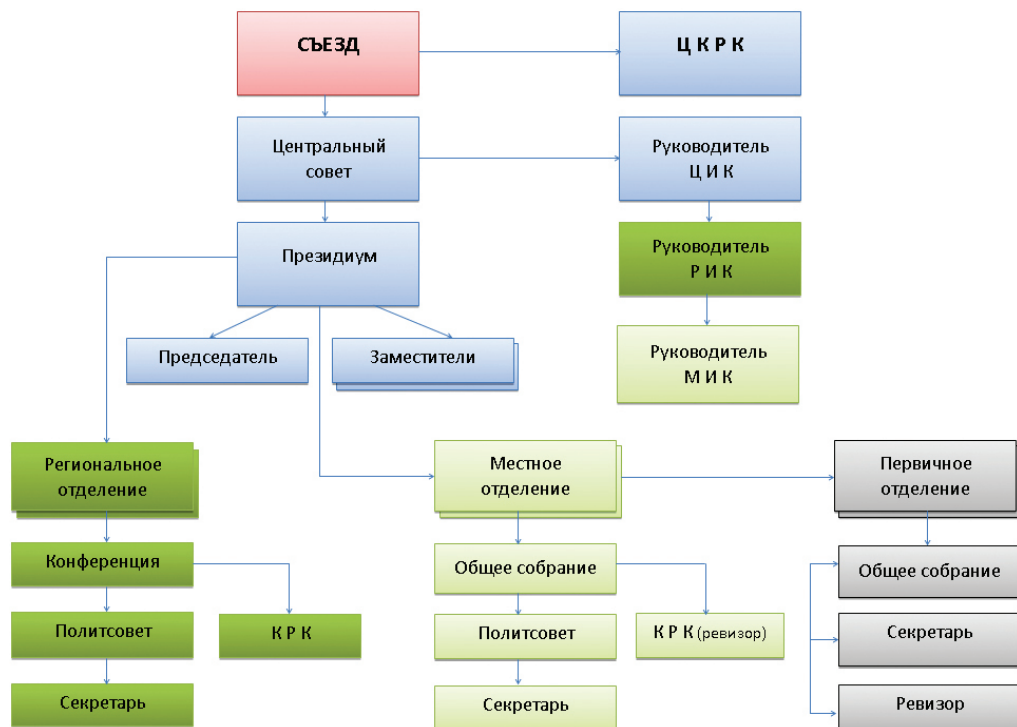 СЪЕЗД
Ц К Р К
Центральный
совет
Руководитель
Ц И К
Президиум
Руководитель
Р И К
Председатель
Заместители
Руководитель
М И К
Региональное
отделение
Местное
отделение
Первичное
отделение
Конференция
Общее собрание
Общее собрание
Политсовет
К Р К
Политсовет
К Р К (ревизор)
Секретарь
Секретарь
Секретарь
Ревизор